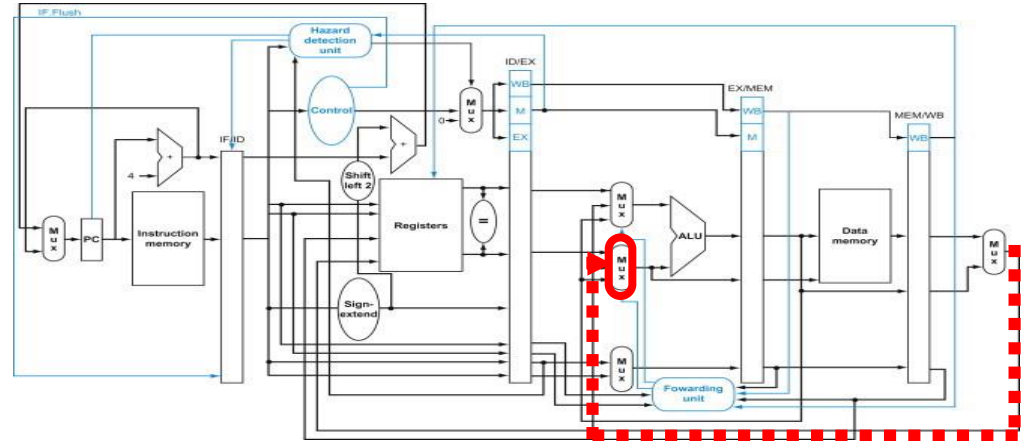 IF.Flush
Hazard
detection
unit
ID/EX
WB
EX/MEM
Control
M
u
x
M
WB
MEM/WB
0
EX
M
WB
IF/ID
+
+
4
Shift
left 2
M
u
x
M
u
x
PC
Instruction
memory
Registers
=
ALU
Data
memory
M
u
x
M
u
x
Sign-
extend
M
u
x
Fowarding
unit